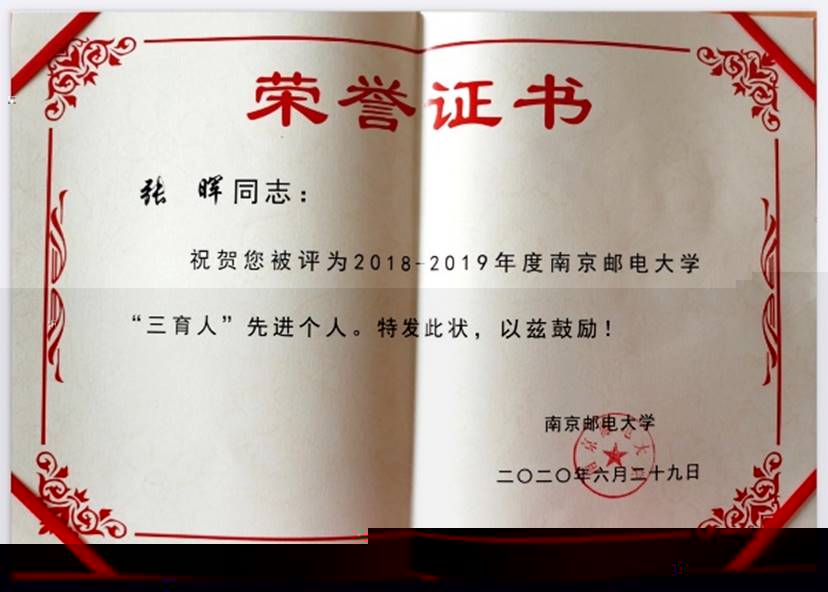 荣誉证书
张 晖同志：
祝贺您被评为2018-2019年度南京邮电大学
“三育人”先进个人。特发此状，以兹鼓励！
南京邮电大学
二〇二〇年六月二十九日